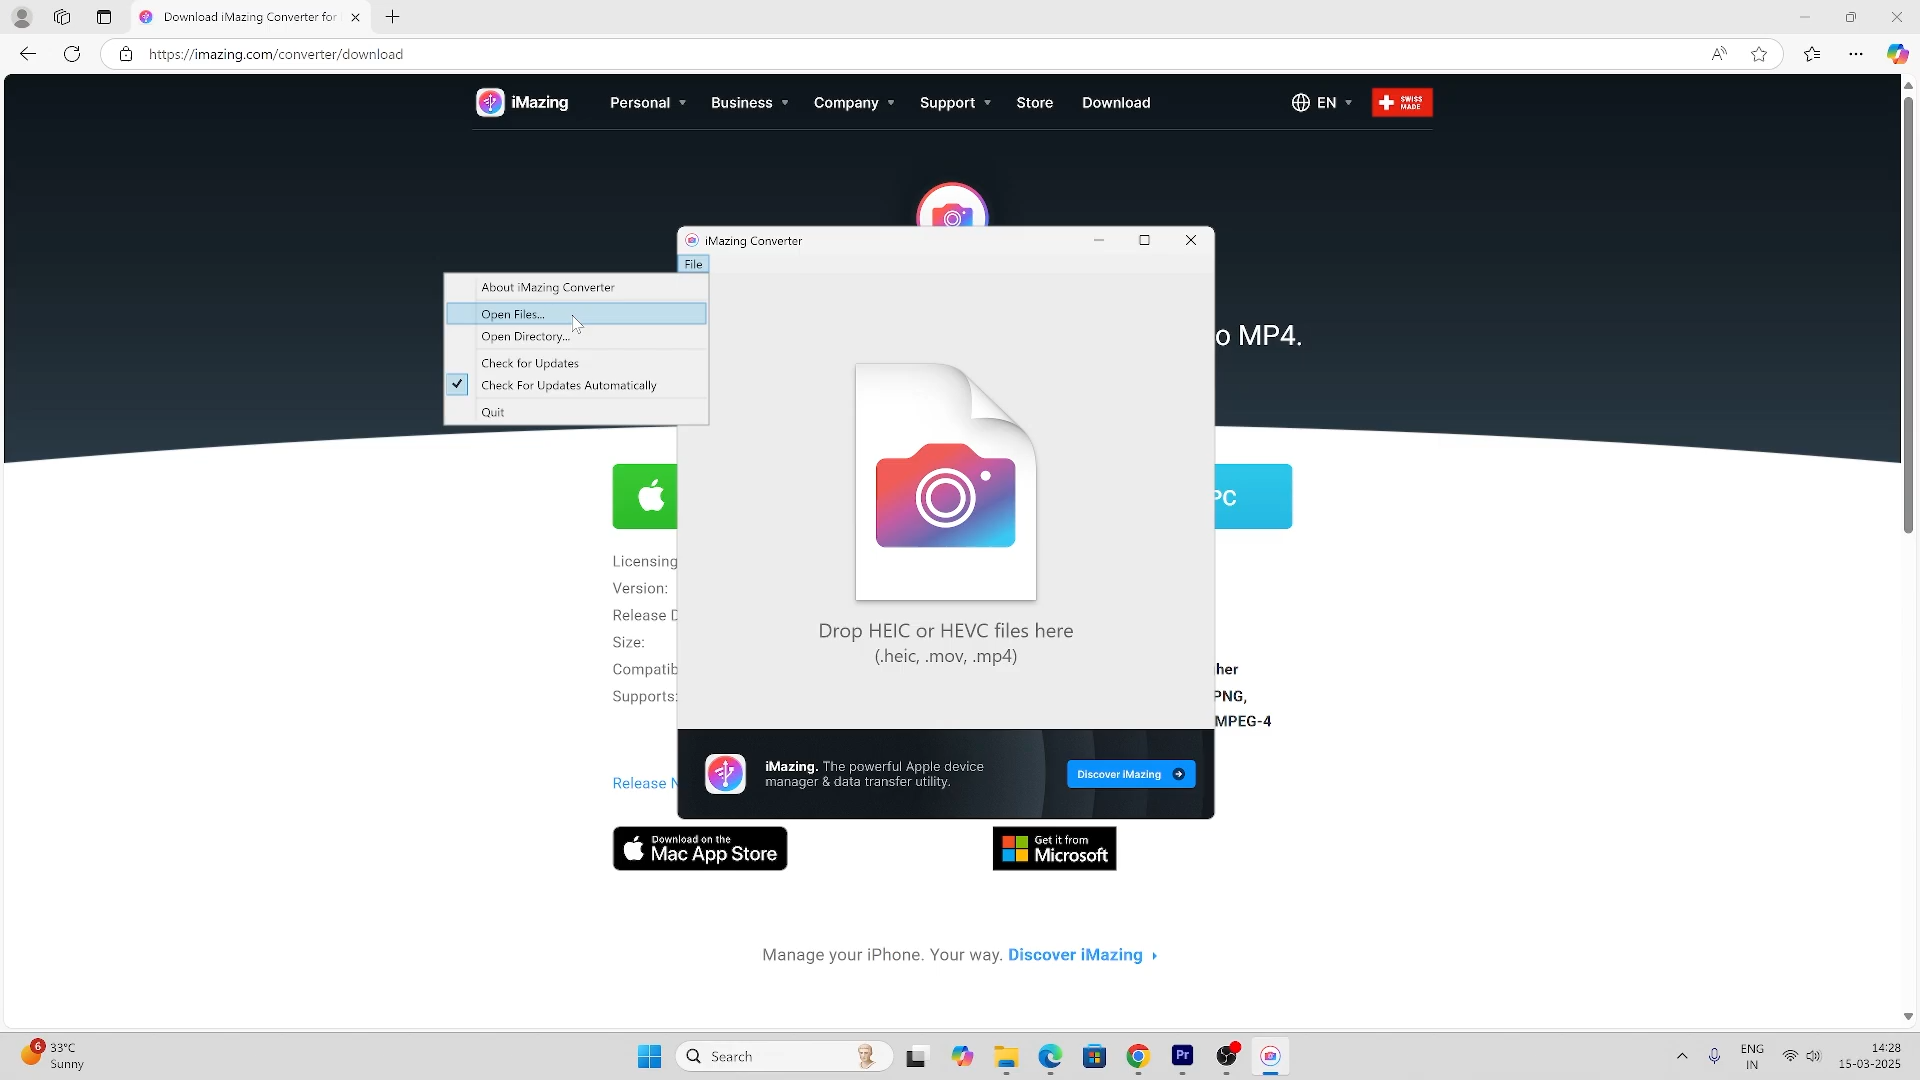 Download iMazing Converter for
https://imazing.com/converter/download
iMazing
Personal
Business
Company
Support
Store
Download
EN
SWISS MADE
iMazing Converter
File
About iMazing Converter
Open Files...
Open Directory...
Check for Updates
Check For Updates Automatically
Quit
o MP4.
PC
Licensing
Version:
Release D
Size:
Compatib
Supports:
her
PNG,
MPEG-4
Drop HEIC or HEVC files here
(.heic, .mov, .mp4)
iMazing. The powerful Apple device
manager & data transfer utility.
Discover iMazing
Release N
Download on the
Mac App Store
Get it from
Microsoft
Manage your iPhone. Your way. Discover iMazing
6
33°C
Sunny
Search
Pr
ENG
IN
14:28
15-03-2025